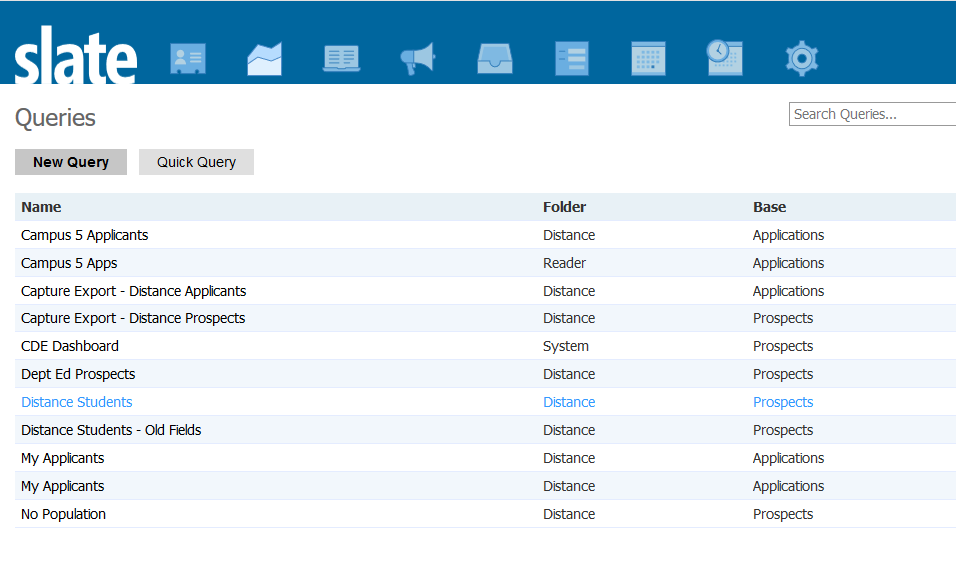 slate
Queries
Search Queries...
New Query Quick Query
Name Folder Base
Campus 5 Applicants Distance Applications
Campus 5 Apps Reader Applications
Capture Export - Distance Applicants Distance Applications
Capture Export - Distance Prospects Distance Prospects
CDE Dashboard System Prospects
Dept Ed Prospects Distance Prospects
Distance Students Distance Prospects
Distance Students - Old Fields Distance Prospects
My Applicants Distance Applications
My Applicants Distance Applications
No Population Distance Prospects